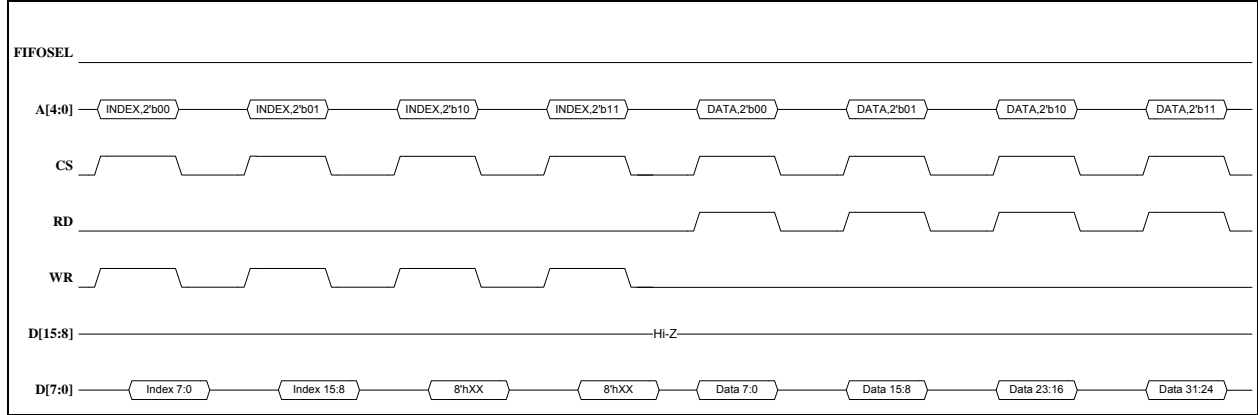 FIFOSEL
A[4:0] INDEX,2'b00 INDEX,2'b01 INDEX,2'b10 INDEX,2'b11 DATA,2'b00 DATA,2'b01 DATA,2'b10 DATA,2'b11
CS
RD
WR
D[15:8] Hi-Z
D[7:0] Index 7:0 Index 15:8 8'hXX 8'hXX Data 7:0 Data 15:8 Data 23:16 Data 31:24